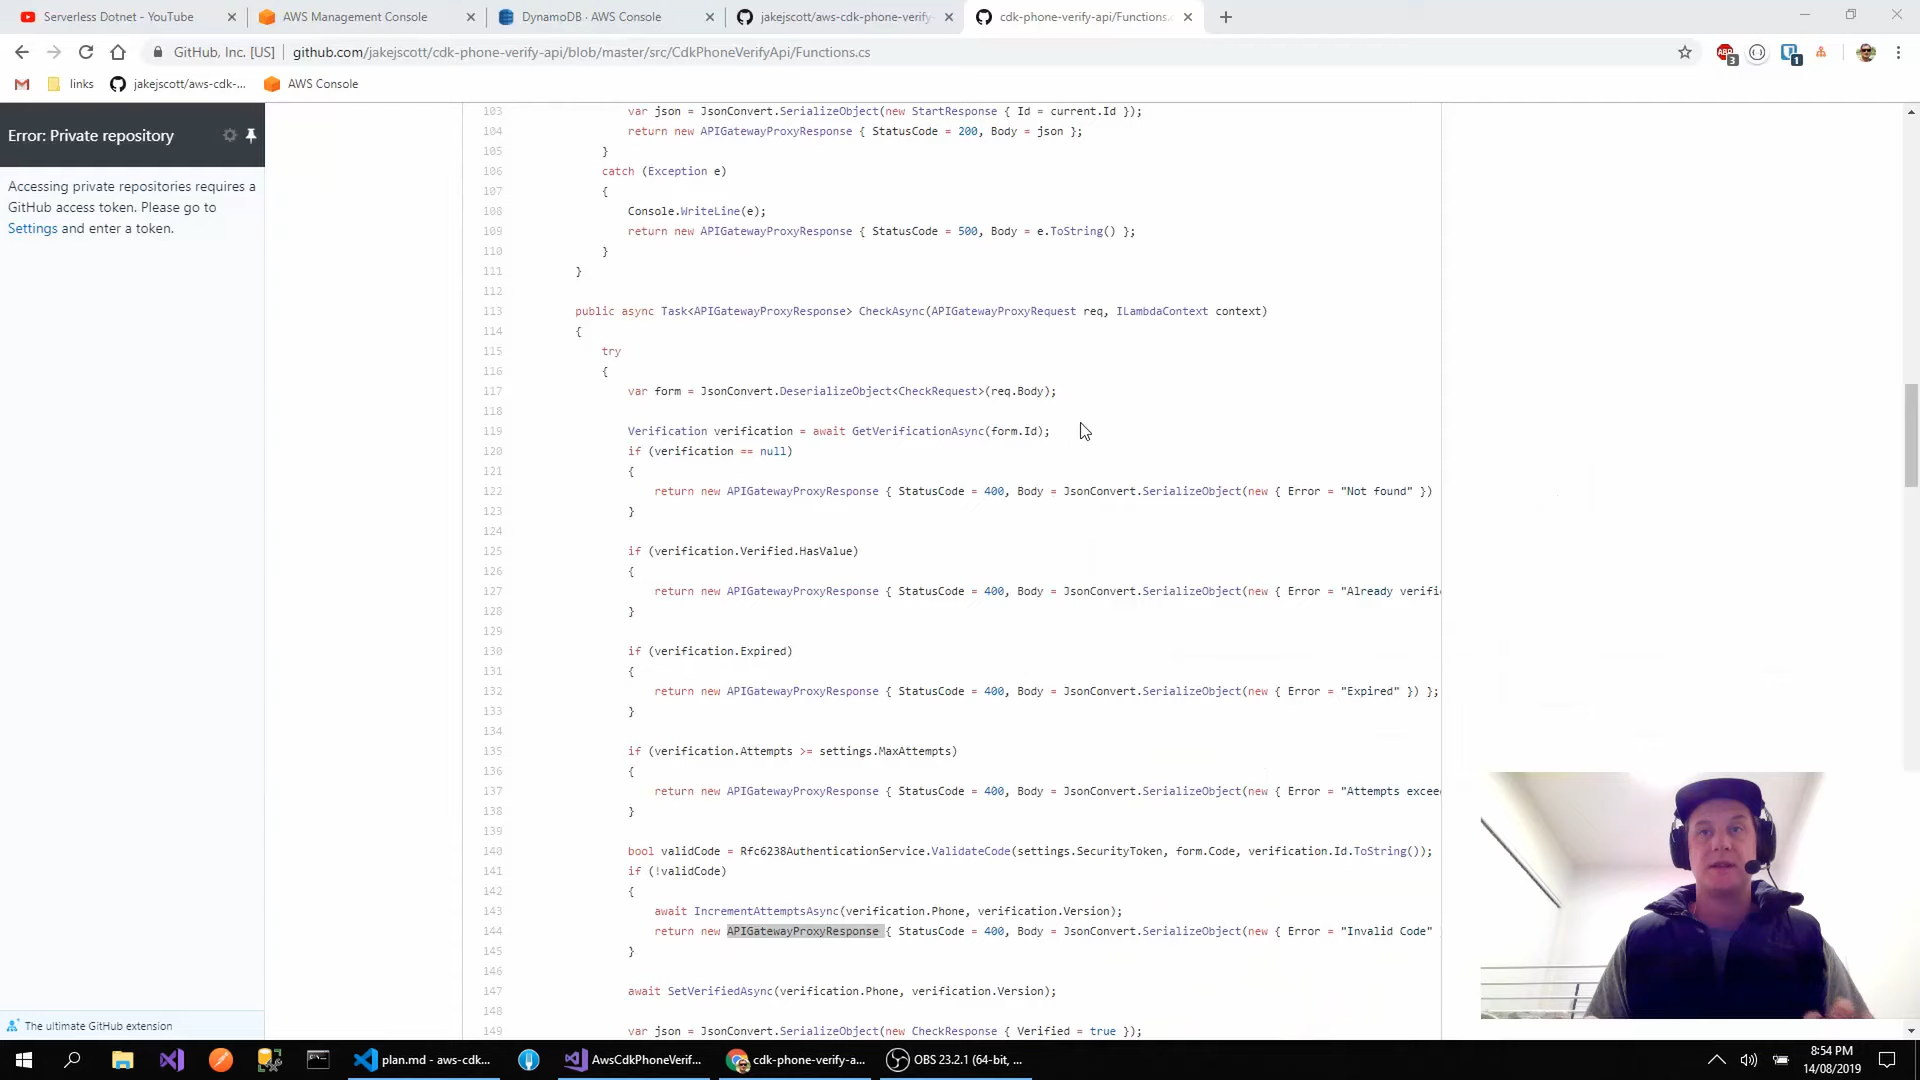 Serverless Dotnet - YouTube
AWS Management Console
DynamoDB · AWS Console
jakejscott/aws-cdk-phone-verify-
cdk-phone-verify-api/Functions.
GitHub, Inc. [US]
github.com/jakejscott/cdk-phone-verify-api/blob/master/src/CdkPhoneVerifyApi/Functions.cs
ABP
3
1
links
jakejscott/aws-cdk-...
AWS Console
Error: Private repository
Accessing private repositories requires a
GitHub access token. Please go to
Settings and enter a token.
103 var json = JsonConvert.SerializeObject(new StartResponse { Id = current.Id });
104 return new APIGatewayProxyResponse { StatusCode = 200, Body = json };
105 }
106 catch (Exception e)
107 {
108 Console.WriteLine(e);
109 return new APIGatewayProxyResponse { StatusCode = 500, Body = e.ToString() };
110 }
111 }
112
113 public async Task<APIGatewayProxyResponse> CheckAsync(APIGatewayProxyRequest req, ILambdaContext context)
114 {
115 try
116 {
117 var form = JsonConvert.DeserializeObject<CheckRequest>(req.Body);
118
119 Verification verification = await GetVerificationAsync(form.Id);
120 if (verification == null)
121 {
122 return new APIGatewayProxyResponse { StatusCode = 400, Body = JsonConvert.SerializeObject(new { Error = "Not found" })
123 }
124
125 if (verification.Verified.HasValue)
126 {
127 return new APIGatewayProxyResponse { StatusCode = 400, Body = JsonConvert.SerializeObject(new { Error = "Already verifi
128 }
129
130 if (verification.Expired)
131 {
132 return new APIGatewayProxyResponse { StatusCode = 400, Body = JsonConvert.SerializeObject(new { Error = "Expired" }) };
133 }
134
135 if (verification.Attempts >= settings.MaxAttempts)
136 {
137 return new APIGatewayProxyResponse { StatusCode = 400, Body = JsonConvert.SerializeObject(new { Error = "Attempts excee
138 }
139
140 bool validCode = Rfc6238AuthenticationService.ValidateCode(settings.SecurityToken, form.Code, verification.Id.ToString());
141 if (!validCode)
142 {
143 await IncrementAttemptsAsync(verification.Phone, verification.Version);
144 return new APIGatewayProxyResponse { StatusCode = 400, Body = JsonConvert.SerializeObject(new { Error = "Invalid Code"
145 }
146
147 await SetVerifiedAsync(verification.Phone, verification.Version);
148
149 var json = JsonConvert.SerializeObject(new CheckResponse { Verified = true });
The ultimate GitHub extension
plan.md - aws-cdk...
AwsCdkPhoneVerif...
cdk-phone-verify-a...
OBS 23.2.1 (64-bit, ...
8:54 PM
14/08/2019